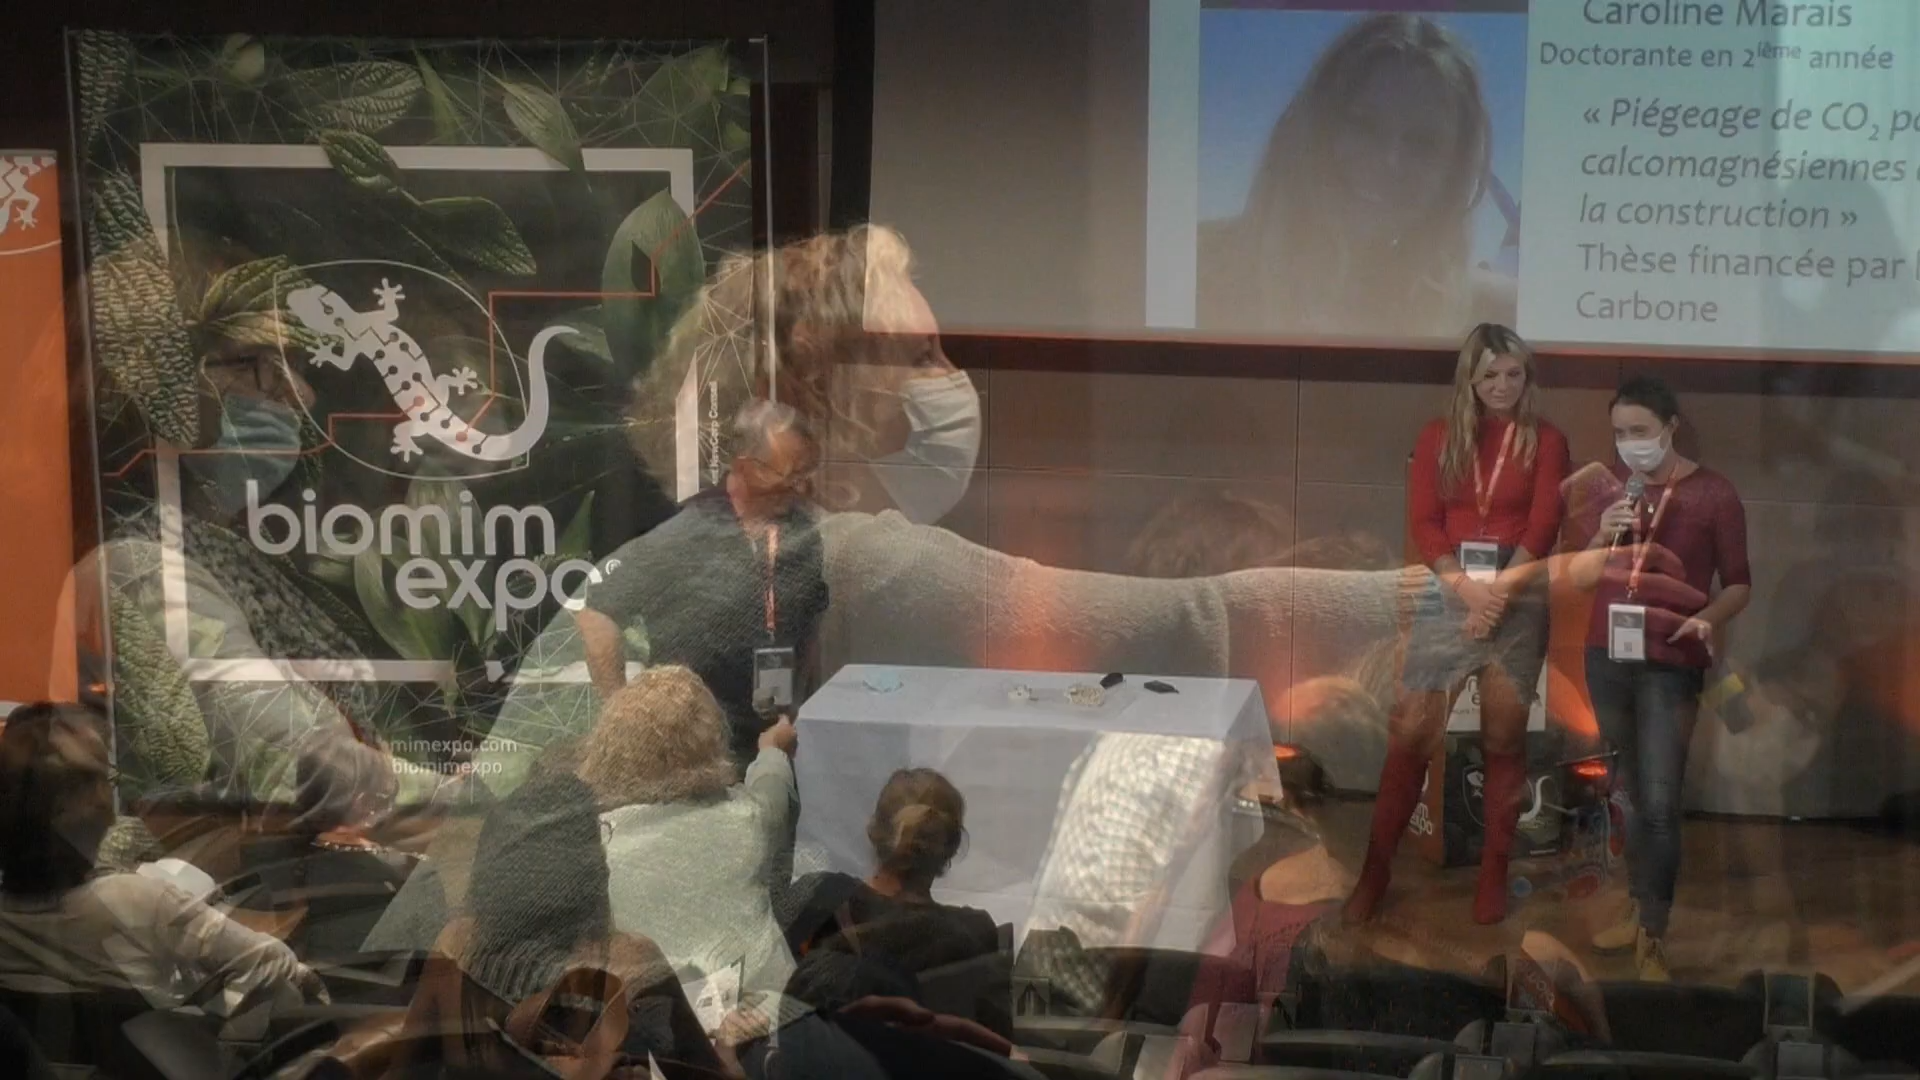 Caroline Marais
Doctorante en 2ième année
« Piégeage de CO2
calcomagnésiennes
la construction »
Thèse financée par
Carbone
biomim
expo®
mimexpo.com
biomimexpo
expo